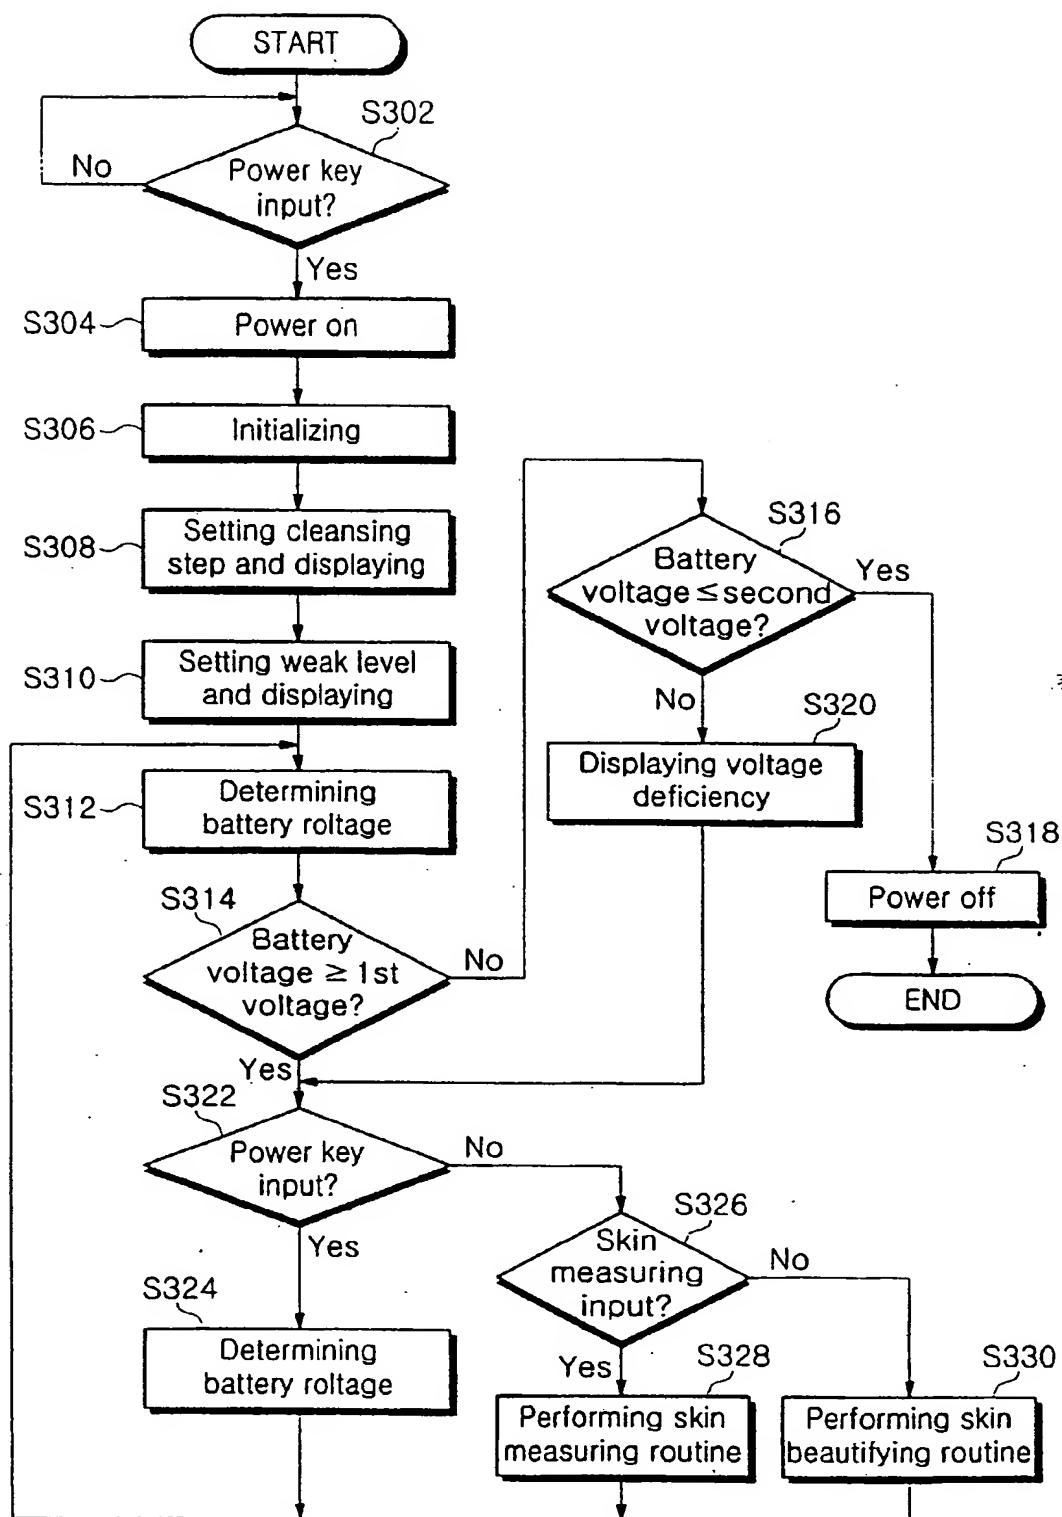 START
S302
No
Power key
input?
Yes
S304
Power on
S306
Initializing
S308
Setting cleansing
step and displaying
S310
Setting weak level
and displaying
S312
Determining
battery roltage
S314
Battery
voltage ≥ 1st
voltage?
No
Yes
S316
Battery
voltage ≤ second
voltage?
Yes
No
S320
Displaying voltage
deficiency
S318
Power off
END
S322
Power key
input?
No
Yes
S324
Determining
battery roltage
S326
Skin
measuring
input?
No
Yes
S328
Performing skin
measuring routine
S330
Performing skin
beautifying routine